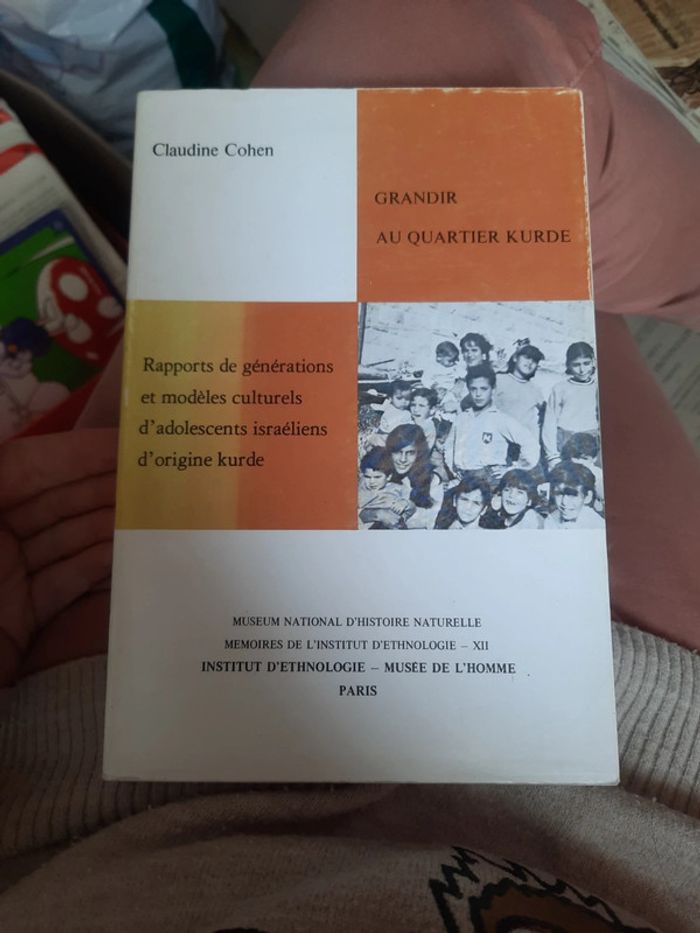 Claudine Cohen
GRANDIR
AU QUARTIER KURDE
Rapports de générations
et modèles culturels
d'adolescents israéliens
d'origine kurde
MUSEUM NATIONAL D'HISTOIRE NATURELLE
MEMOIRES DE L'INSTITUT D'ETHNOLOGIE – XII
INSTITUT D'ETHNOLOGIE – MUSÉE DE L'HOMME
PARIS